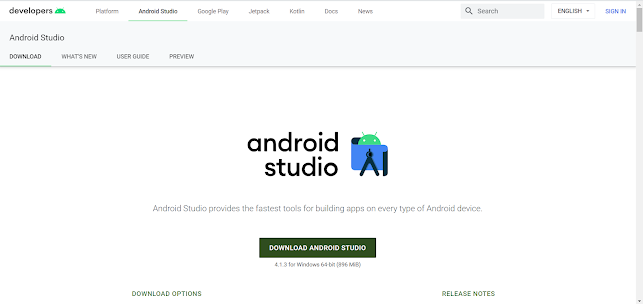 developers Platform Android Studio Google Play Jetpack Kotlin Docs News Search ENGLISH SIGN IN
Android Studio
DOWNLOAD WHAT'S NEW USER GUIDE PREVIEW
android
studio
Android Studio provides the fastest tools for building apps on every type of Android device.
DOWNLOAD ANDROID STUDIO
4.1.3 for Windows 64-bit (896 MiB)
DOWNLOAD OPTIONS RELEASE NOTES